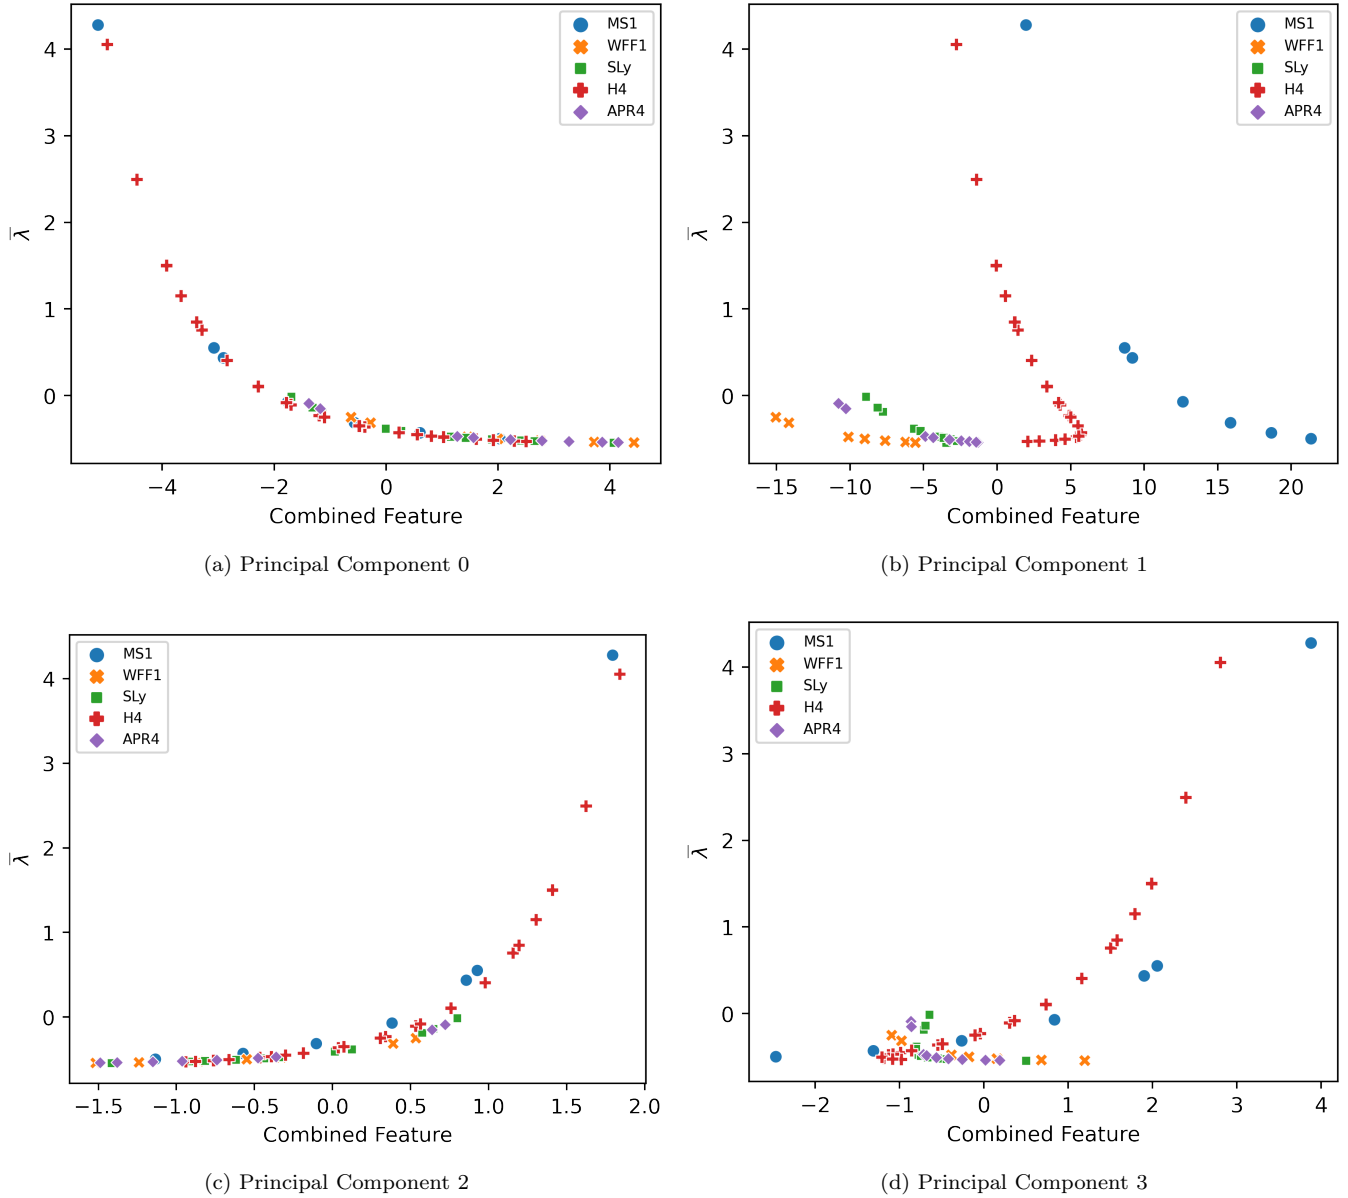 4
3
2
1
0
λ̅
−4
−2
0
2
4
Combined Feature
MS1
WFF1
SLy
H4
APR4
(a) Principal Component 0
4
3
2
1
0
λ̅
−15
−10
−5
0
5
10
15
20
Combined Feature
MS1
WFF1
SLy
H4
APR4
(b) Principal Component 1
4
3
2
1
0
λ̅
−1.5
−1.0
−0.5
0.0
0.5
1.0
1.5
2.0
Combined Feature
MS1
WFF1
SLy
H4
APR4
(c) Principal Component 2
4
3
2
1
0
λ̅
−2
−1
0
1
2
3
4
Combined Feature
MS1
WFF1
SLy
H4
APR4
(d) Principal Component 3